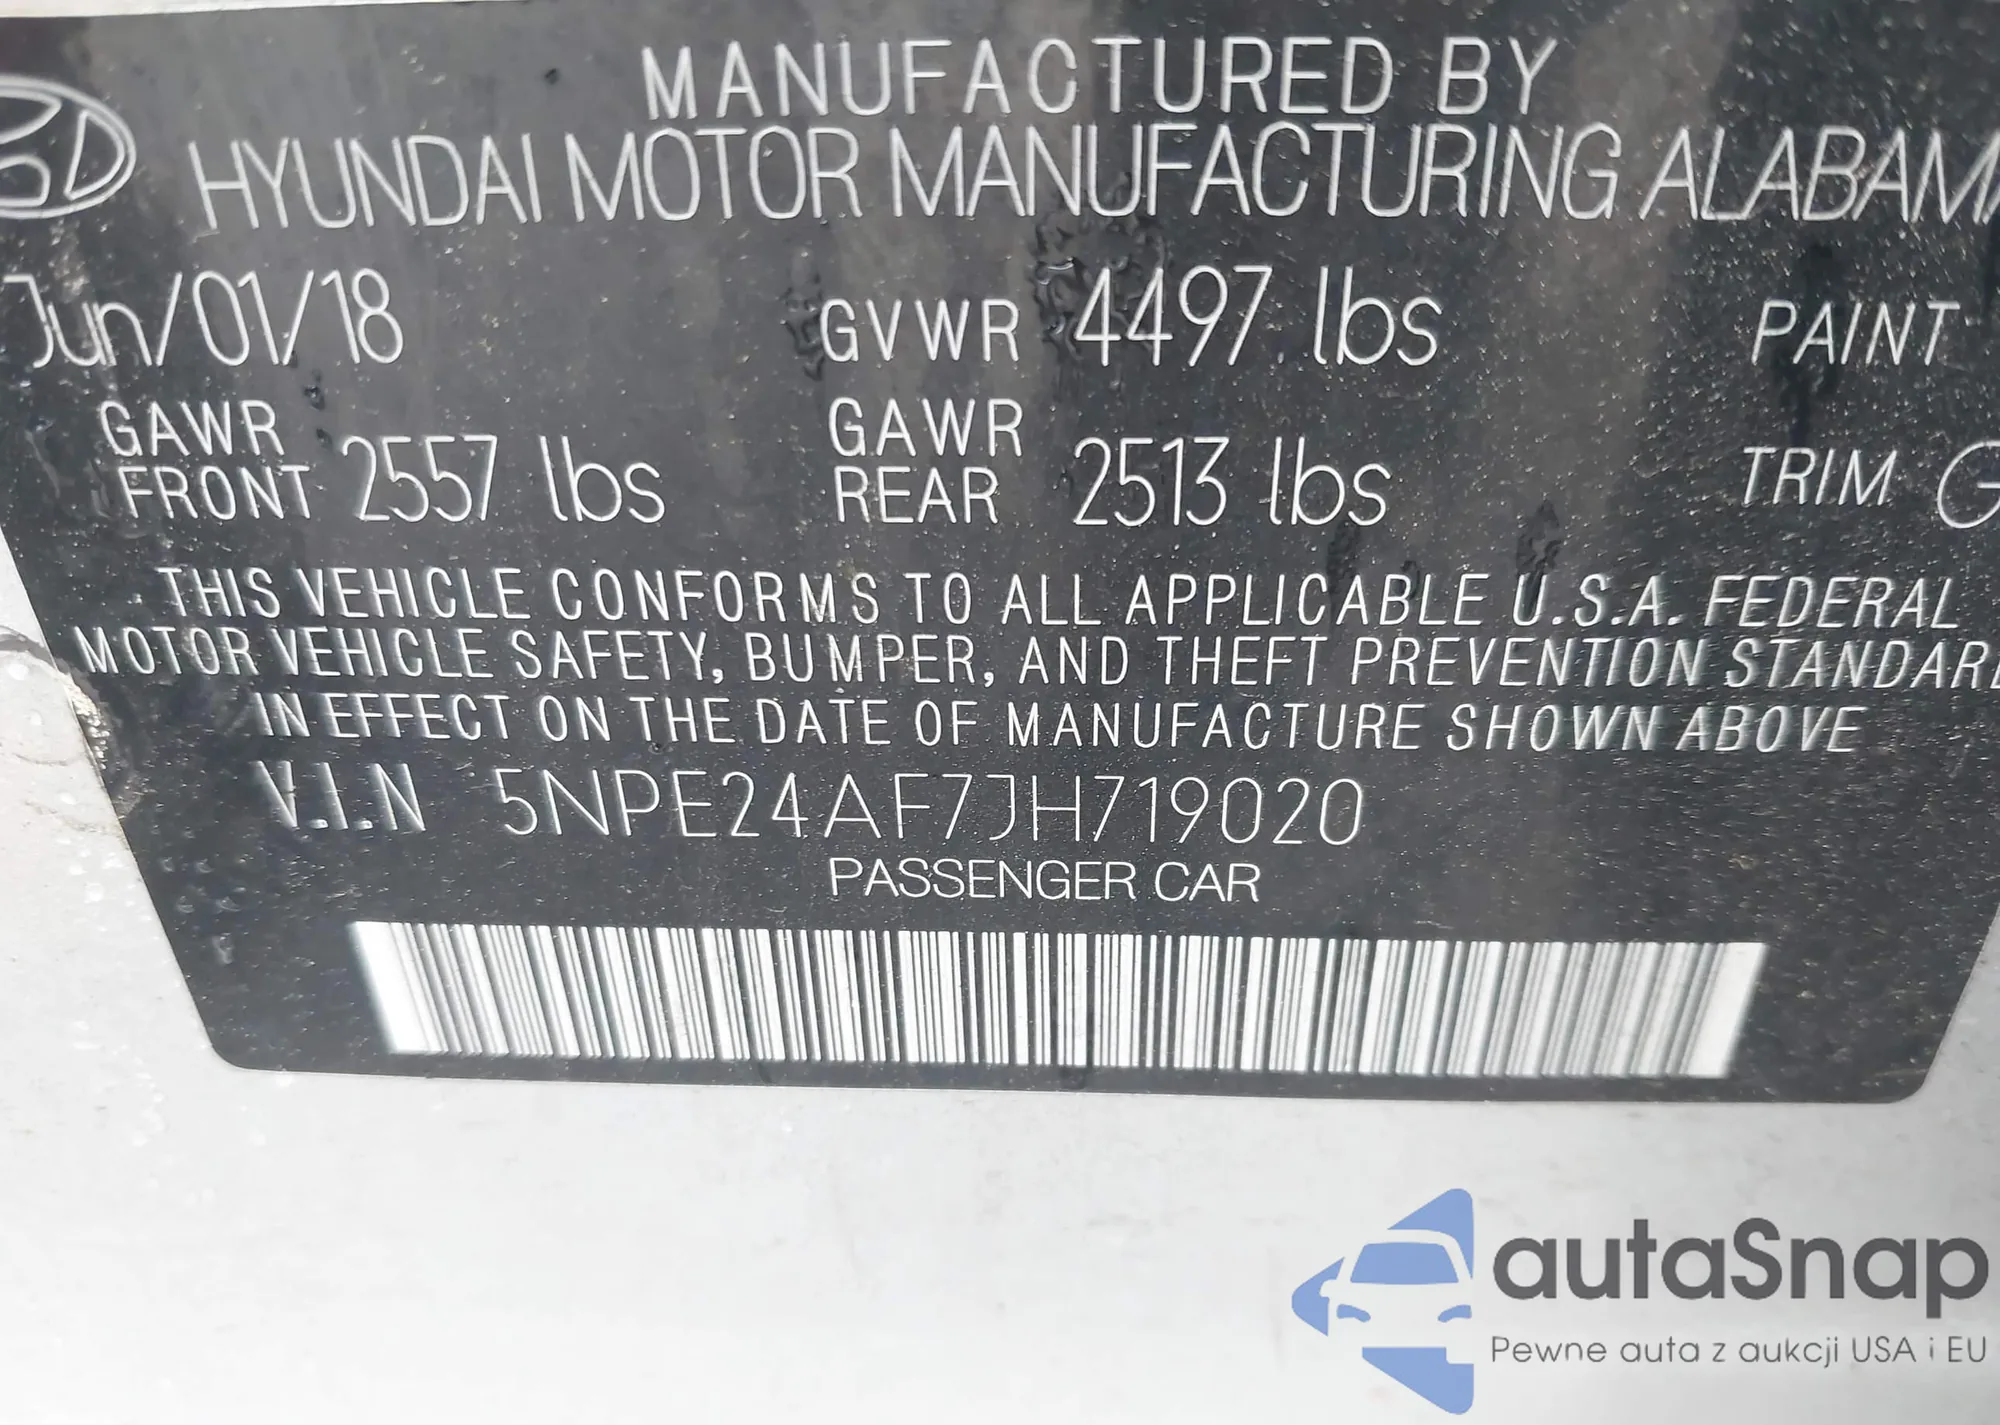 MANUFACTURED BY
HYUNDAI MOTOR MANUFACTURING ALABAMA
Jun/01/18 GVWR 4497 lbs PAINT
GAWR FRONT 2557 lbs GAWR REAR 2513 lbs TRIM G
THIS VEHICLE CONFORMS TO ALL APPLICABLE U.S.A. FEDERAL
MOTOR VEHICLE SAFETY, BUMPER, AND THEFT PREVENTION STANDARD
IN EFFECT ON THE DATE OF MANUFACTURE SHOWN ABOVE
V.I.N 5NPE24AF7JH719020
PASSENGER CAR
autaSnap
Pewne auta z aukcji USA i EU